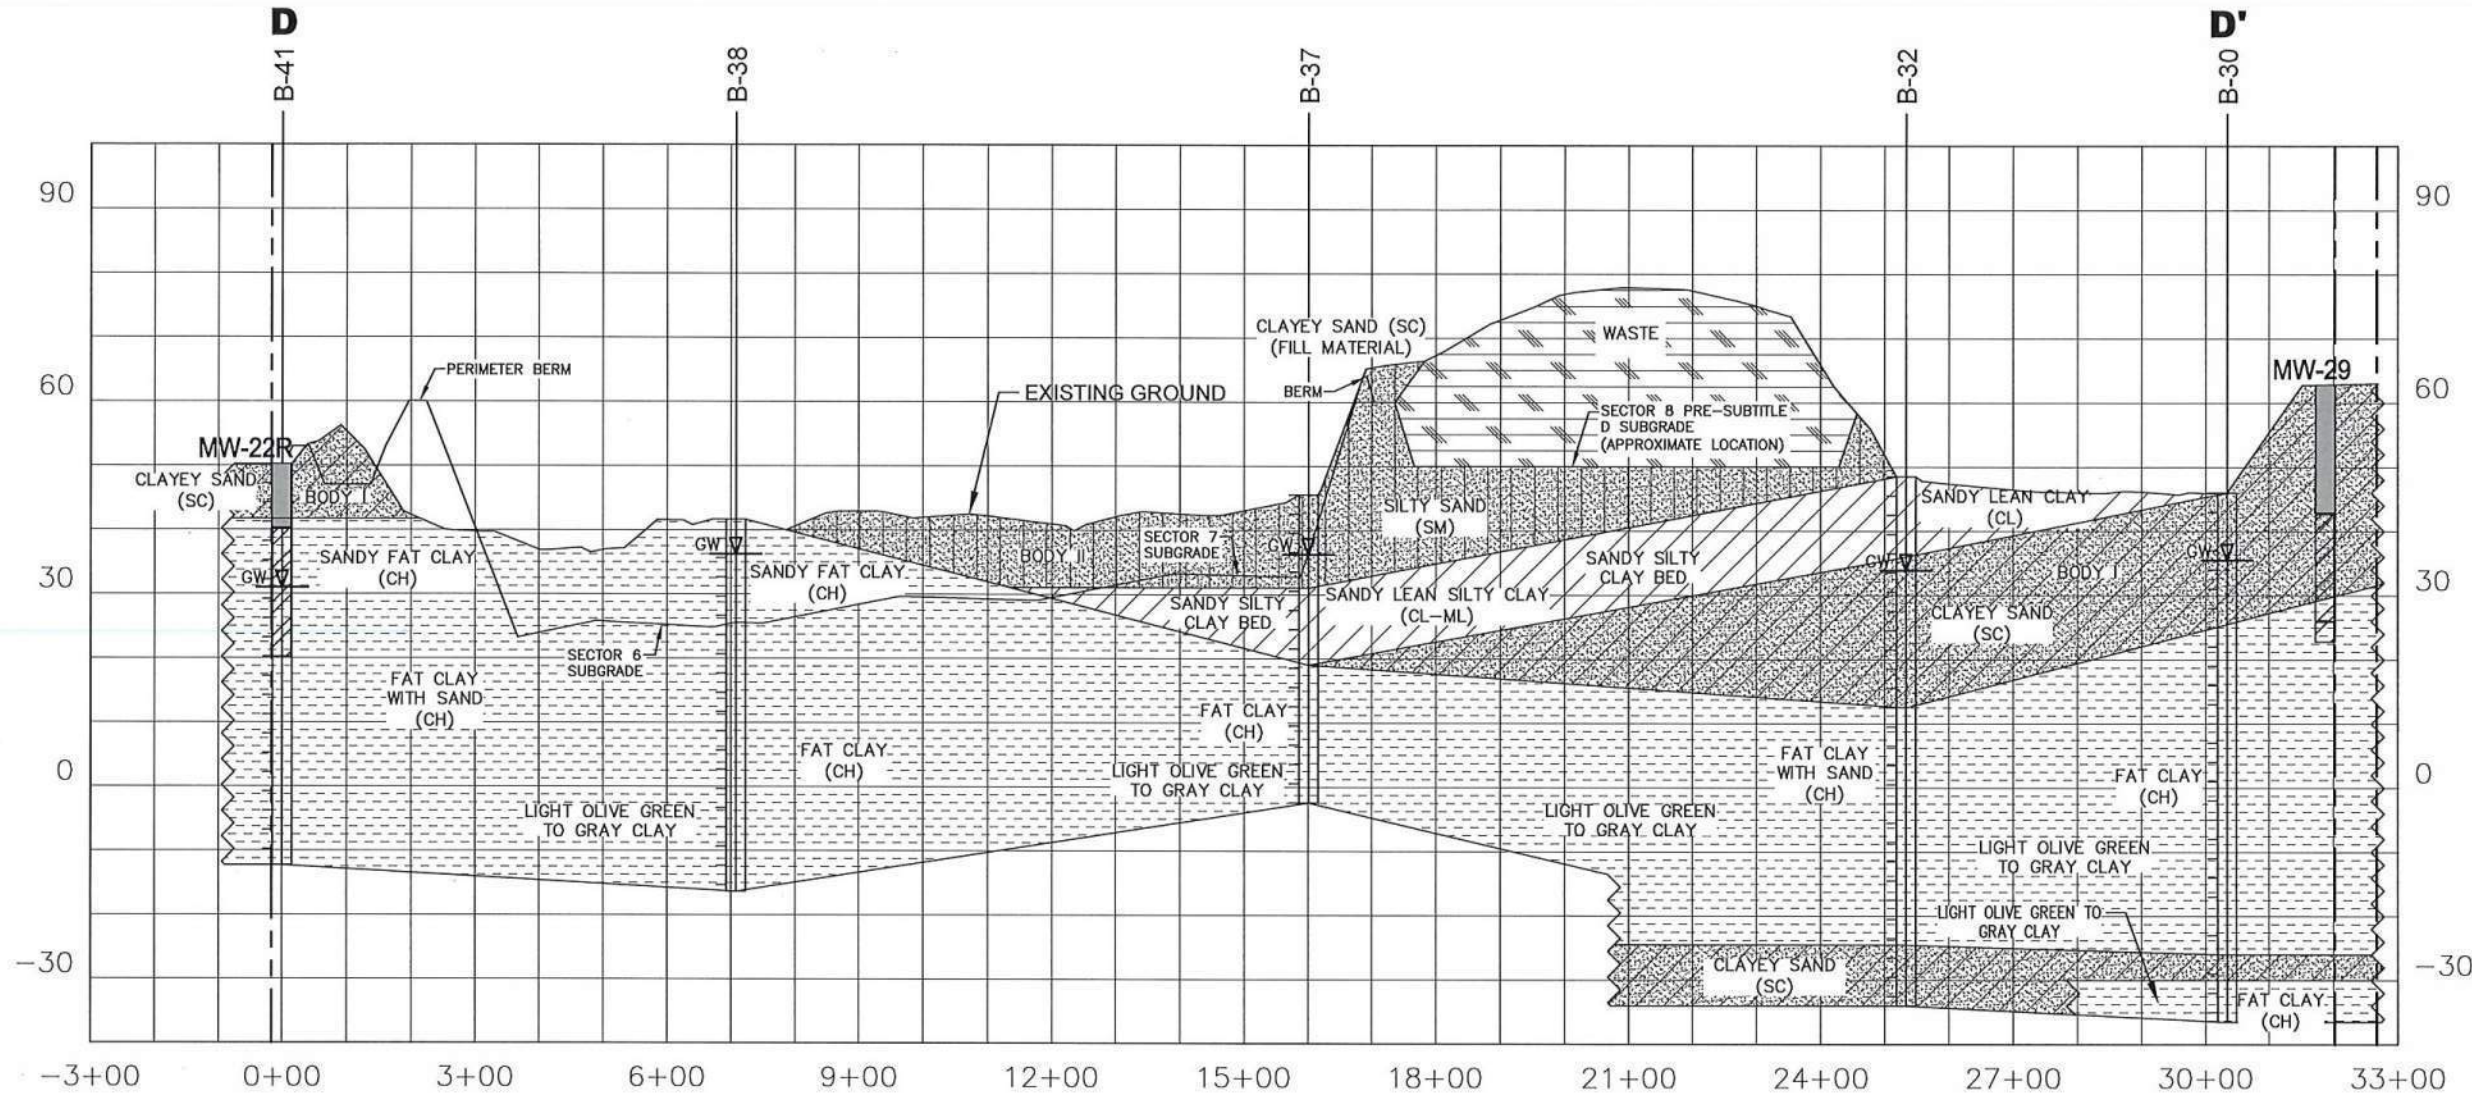 D
D'
B-41
B-38
B-37
B-32
B-30
90
90
CLAYEY SAND (SC)
(FILL MATERIAL)
WASTE
PERIMETER BERM
MW-29
60
60
EXISTING GROUND
BERM
SECTOR 8 PRE-SUBTITLE
D SUBGRADE
(APPROXIMATE LOCATION)
MW-22R
CLAYEY SAND
(SC)
BODY I
SILTY SAND
(SM)
SANDY LEAN CLAY
(CL)
SECTOR 7
SUBGRADE
GW
GW
GW
GW
GW
BODY II
SANDY FAT CLAY
(CH)
SANDY FAT CLAY
(CH)
SANDY SILTY
CLAY BED
BODY I
30
30
SANDY SILTY
CLAY BED
SANDY LEAN SILTY CLAY
(CL-ML)
CLAYEY SAND
(SC)
SECTOR 6
SUBGRADE
FAT CLAY
WITH SAND
(CH)
FAT CLAY
(CH)
FAT CLAY
(CH)
FAT CLAY
WITH SAND
(CH)
FAT CLAY
(CH)
0
0
LIGHT OLIVE GREEN
TO GRAY CLAY
LIGHT OLIVE GREEN
TO GRAY CLAY
LIGHT OLIVE GREEN
TO GRAY CLAY
LIGHT OLIVE GREEN
TO GRAY CLAY
LIGHT OLIVE GREEN TO
GRAY CLAY
-30
-30
CLAYEY SAND
(SC)
FAT CLAY
(CH)
-3+00
0+00
3+00
6+00
9+00
12+00
15+00
18+00
21+00
24+00
27+00
30+00
33+00